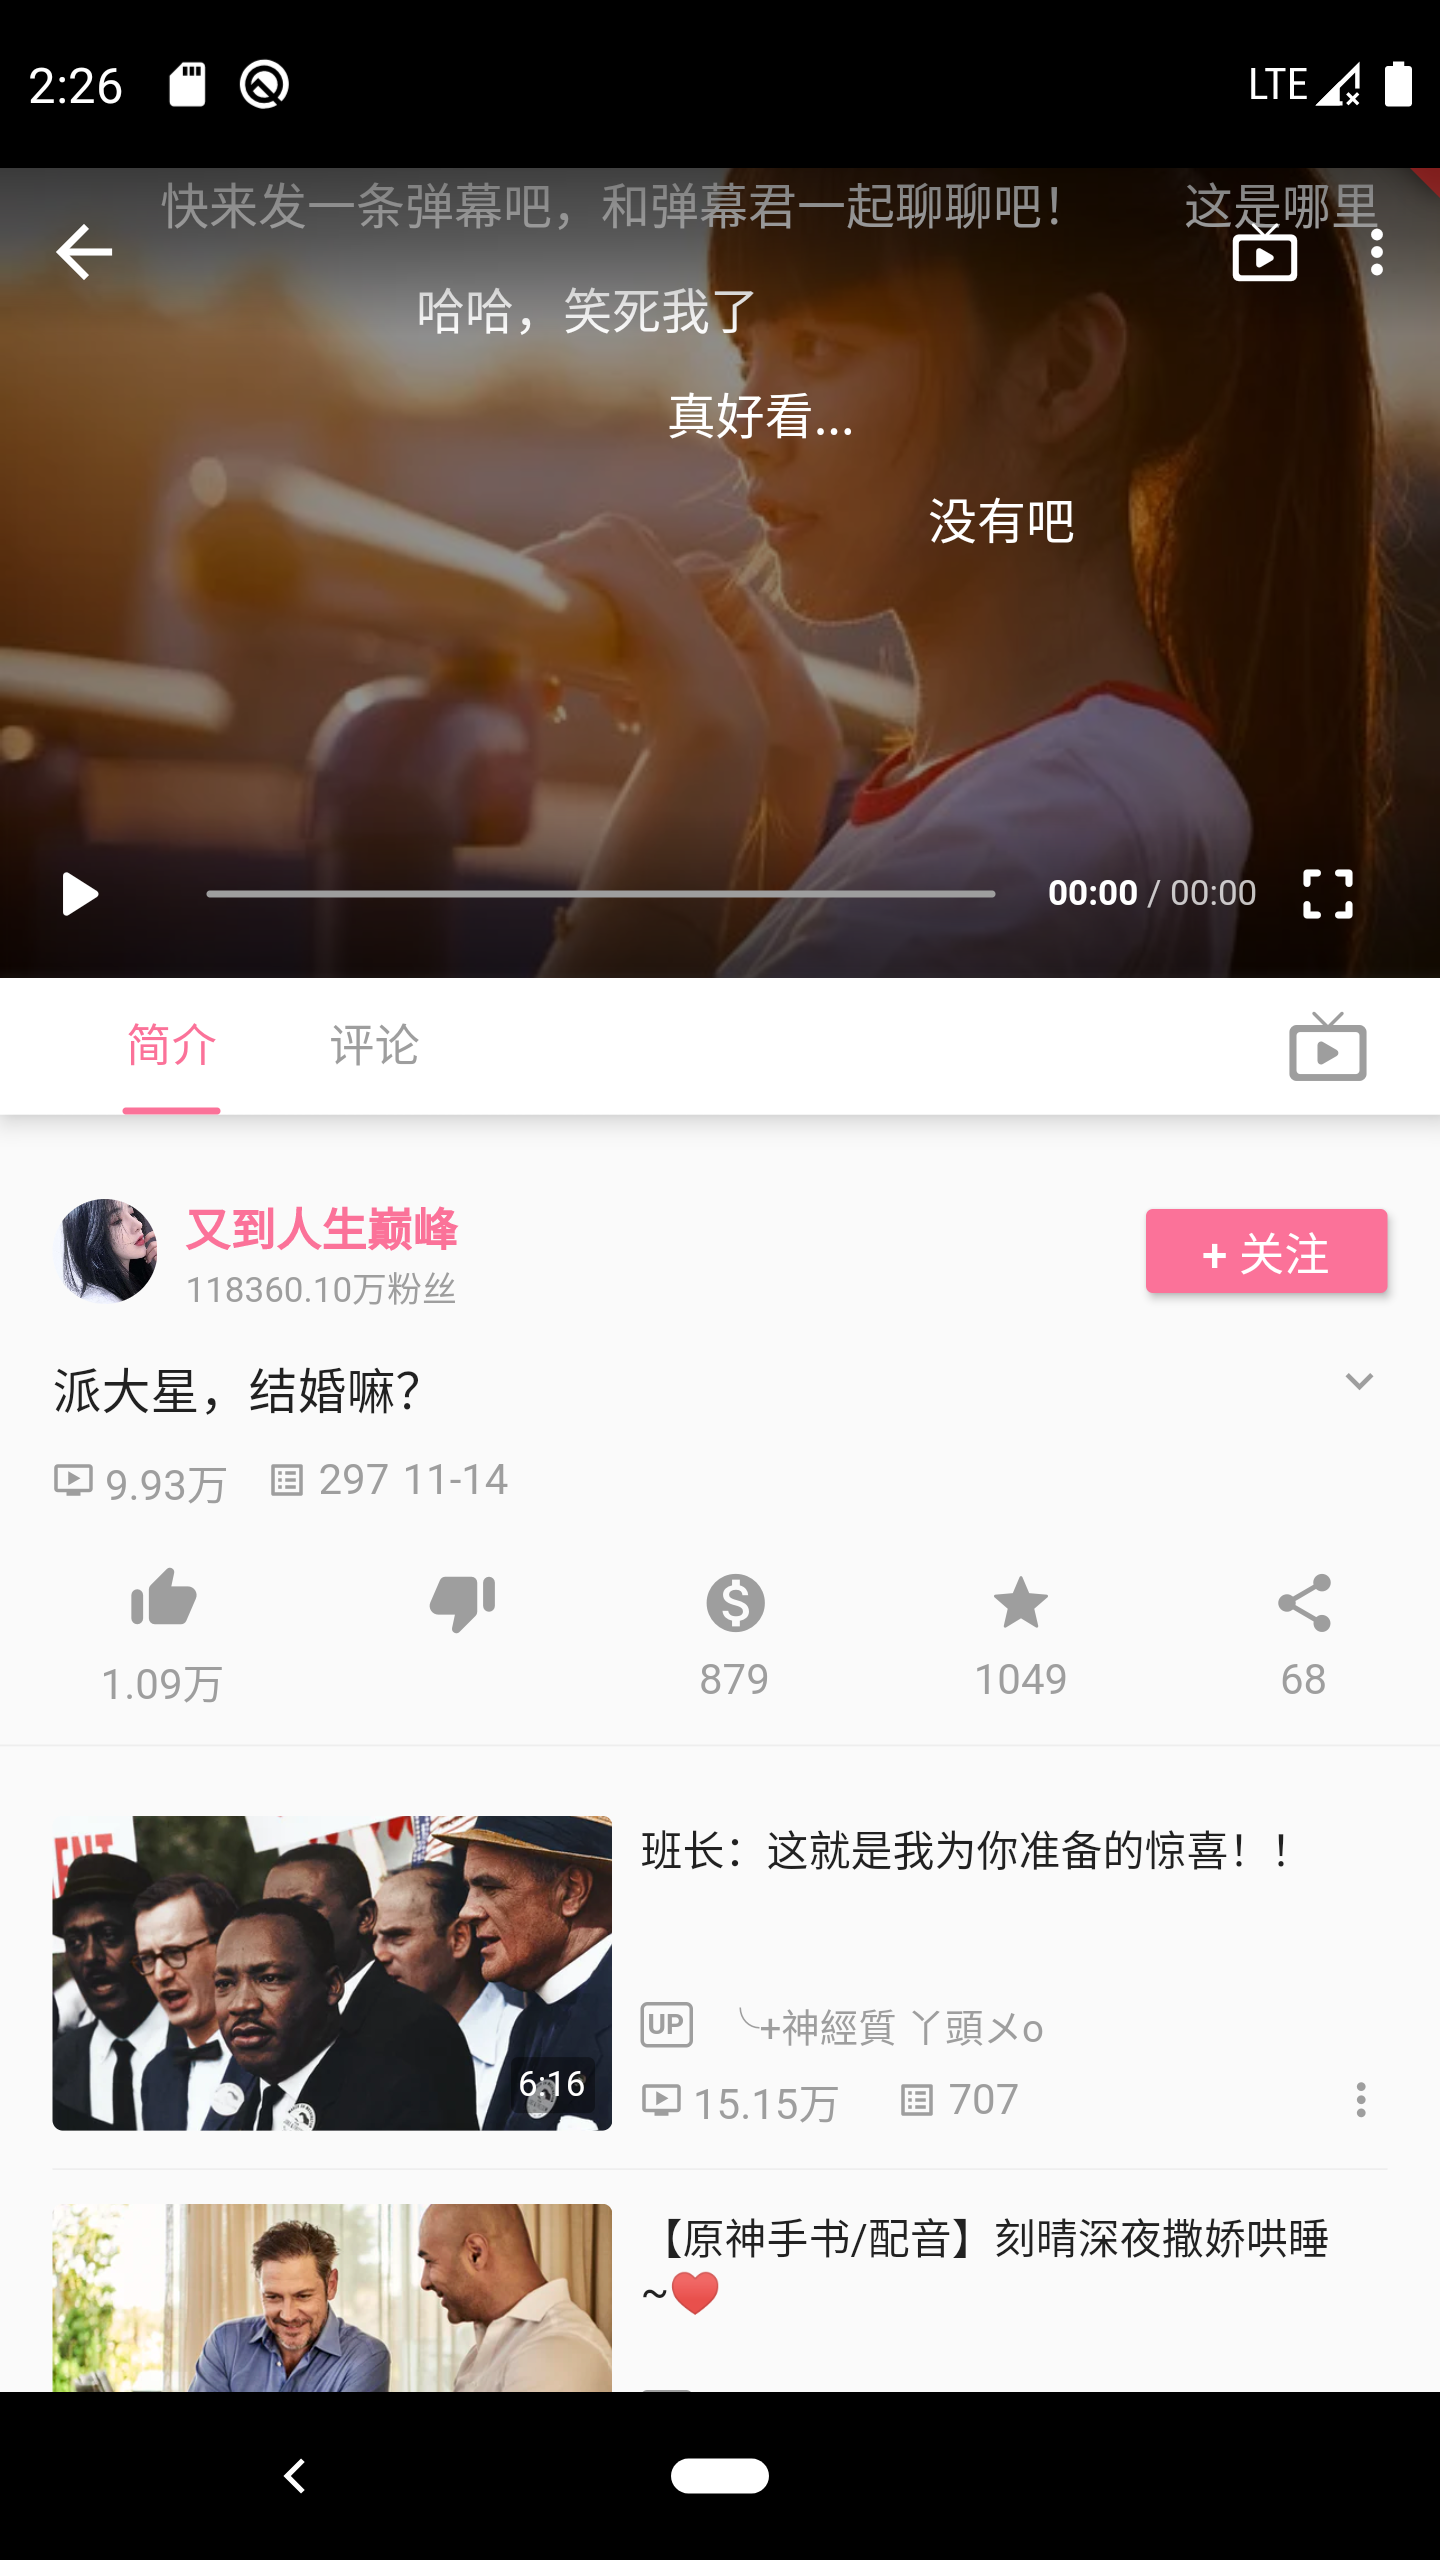 2:26
LTE
快来发一条弹幕吧，和弹幕君一起聊聊吧！ 这是哪里
哈哈，笑死我了
真好看...
没有吧
00:00 / 00:00
简介 评论
又到人生巅峰
118360.10万粉丝
+ 关注
派大星，结婚嘛？
9.93万 297 11-14
1.09万 879 1049 68
ENT
6:16
班长：这就是我为你准备的惊喜！！
UP ╰+神經質 丫頭メo
15.15万 707
【原神手书/配音】刻晴深夜撒娇哄睡
~❤️